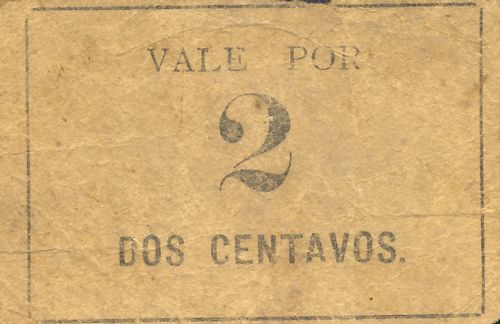 VALE POR
2
DOS CENTAVOS.